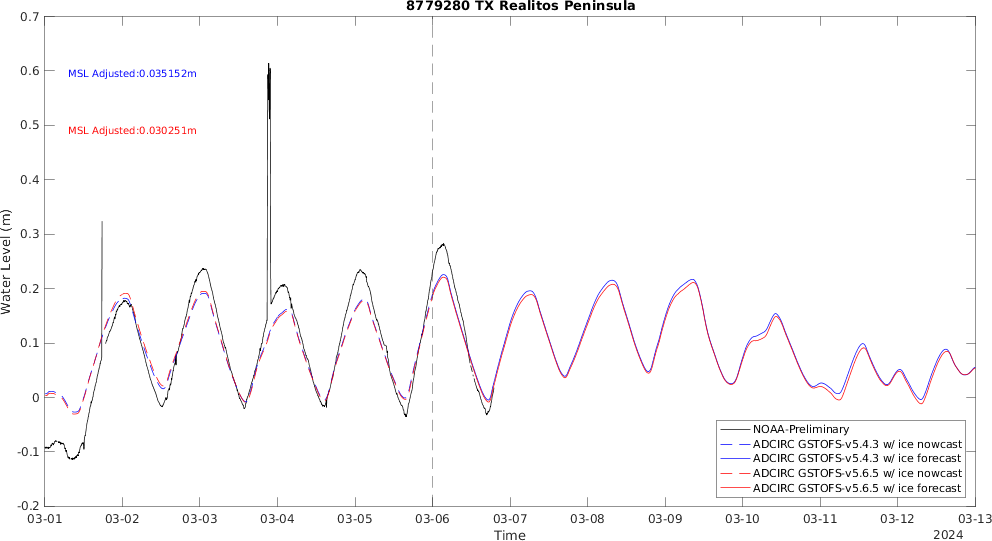 8779280 TX Realitos Peninsula
0.7
0.6
0.5
0.4
0.3
0.2
0.1
0
-0.1
-0.2
Water Level (m)
MSL Adjusted:0.035152m
MSL Adjusted:0.030251m
NOAA-Preliminary
ADCIRC GSTOFS-v5.4.3 w/ ice nowcast
ADCIRC GSTOFS-v5.4.3 w/ ice forecast
ADCIRC GSTOFS-v5.6.5 w/ ice nowcast
ADCIRC GSTOFS-v5.6.5 w/ ice forecast
03-01 03-02 03-03 03-04 03-05 03-06 03-07 03-08 03-09 03-10 03-11 03-12 03-13
Time
2024